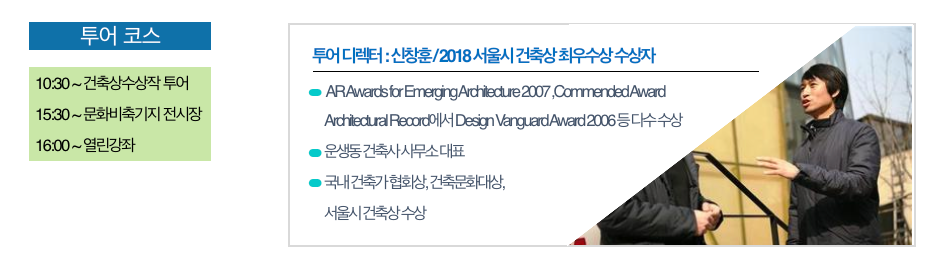 투어 코스
10:30 ~ 건축상수상작 투어
15:30 ~ 문화비축기지 전시장
16:00 ~ 열린강좌
투어 디렉터 : 신창훈 / 2018 서울시 건축상 최우수상 수상자
AR Awards for Emerging Architecture 2007 , Commended Award
Architectural Record에서 Design Vanguard Award 2006 등 다수 수상
운생동 건축사 사무소 대표
국내 건축가 협회상, 건축문화대상,
서울시 건축상 수상